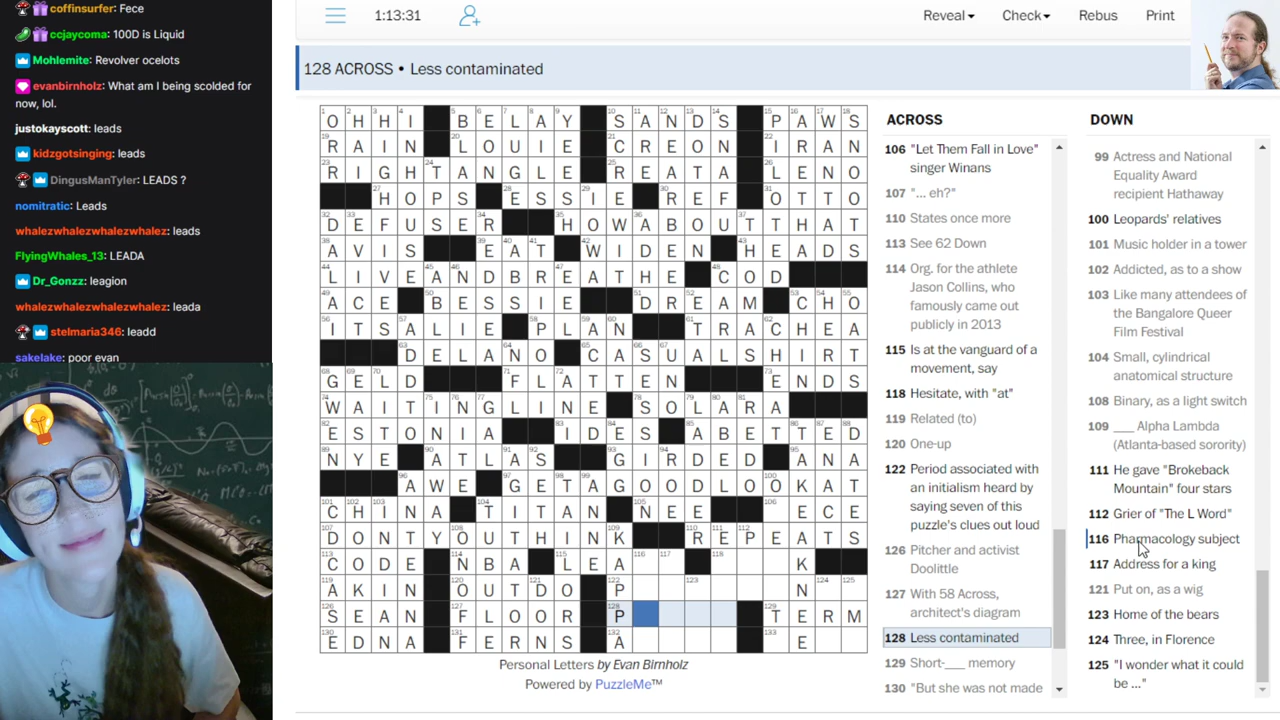 coffinsurfer: Fece
ccjaycoma: 100D is Liquid
Mohlemite: Revolver ocelots
evanbirnholz: What am I being scolded for
now, lol.
justokayscott: leads
kidzgotsinging: leads
DingusManTyler: LEADS ?
nomitratic: Leads
whalezwhalezwhalezwhalez: leads
FlyingWhales_13: LEADA
Dr_Gonzz: leagion
whalezwhalezwhalezwhalez: leada
stelmaria346: leadd
sakelake: poor evan
1:13:31
Reveal
Check
Rebus
Print
128 ACROSS • Less contaminated
O H H I B E L A Y S A N D S P A W S
R A I N L O U I E C R E O N I R A N
R I G H T A N G L E R E A T A L E N O
H O P S E S S I E R E F O T T O
D E F U S E R H O W A B O U T T H A T
A V I S E A T W I D E N H E A D S
L I V E A N D B R E A T H E C O D
A C E B E S S I E D R E A M C H O
I T S A L I E P L A N T R A C H E A
D E L A N O C A S U A L S H I R T
G E L D F L A T T E N E N D S
W A I T I N G L I N E S O L A R A
E S T O N I A I D E S A B E T T E D
N Y E A T L A S G I R D E D A N A
A W E G E T A G O O D L O O K A T
C H I N A T I T A N N E E E C E
D O N T Y O U T H I N K R E P E A T S
C O D E N B A L E A K
A K I N O U T D O P N
S E A N F L O O R P T E R M
E D N A F E R N S A E
Personal Letters by Evan Birnholz
Powered by PuzzleMe™
ACROSS
106 "Let Them Fall in Love"
singer Winans
107 "... eh?"
110 States once more
113 See 62 Down
114 Org. for the athlete
Jason Collins, who
famously came out
publicly in 2013
115 Is at the vanguard of a
movement, say
118 Hesitate, with "at"
119 Related (to)
120 One-up
122 Period associated with
an initialism heard by
saying seven of this
puzzle's clues out loud
126 Pitcher and activist
Doolittle
127 With 58 Across,
architect's diagram
128 Less contaminated
129 Short-___ memory
130 "But she was not made
DOWN
99 Actress and National
Equality Award
recipient Hathaway
100 Leopards' relatives
101 Music holder in a tower
102 Addicted, as to a show
103 Like many attendees of
the Bangalore Queer
Film Festival
104 Small, cylindrical
anatomical structure
108 Binary, as a light switch
109 ___ Alpha Lambda
(Atlanta-based sorority)
111 He gave "Brokeback
Mountain" four stars
112 Grier of "The L Word"
116 Pharmacology subject
117 Address for a king
121 Put on, as a wig
123 Home of the bears
124 Three, in Florence
125 "I wonder what it could
be ..."